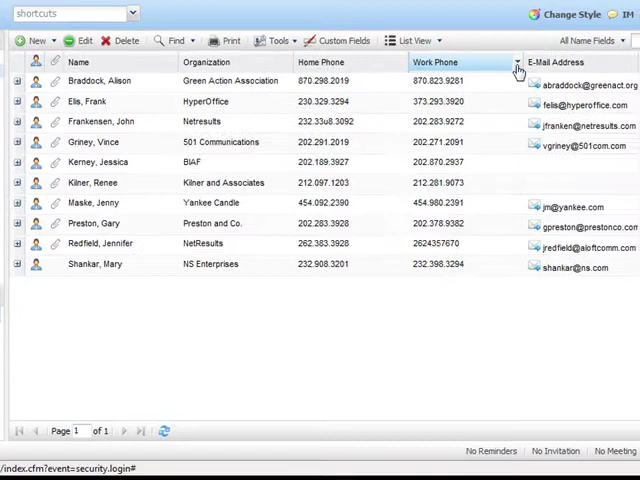 shortcuts Change Style IM
New Edit Delete Find Print Tools Custom Fields List View All Name Fields
Name Organization Home Phone Work Phone E-Mail Address
Braddock, Alison Green Action Association 870.298.2019 870.823.9281 abraddock@greenact.org
Elis, Frank HyperOffice 230.329.3294 373.293.3920 felis@hyperoffice.com
Frankensen, John Netresults 232.33u8.3092 202.283.9272 jfranken@netresults.com
Griney, Vince 501 Communications 202.291.2019 202.271.2091 vgriney@501com.com
Kerney, Jessica BIAF 202.189.3927 202.870.2937
Kilner, Renee Kilner and Associates 212.097.1203 212.281.9073
Maske, Jenny Yankee Candle 454.092.2390 454.980.2391 jm@yankee.com
Preston, Gary Preston and Co. 202.283.3928 202.378.9382 gpreston@prestonco.com
Redfield, Jennifer NetResults 262.383.3928 2624357670 jredfield@aloftcomm.com
Shankar, Mary NS Enterprises 232.908.3201 232.398.3294 shankar@ns.com
Page 1 of 1
No Reminders No Invitation No Meeting
/index.cfm?event=security.login#